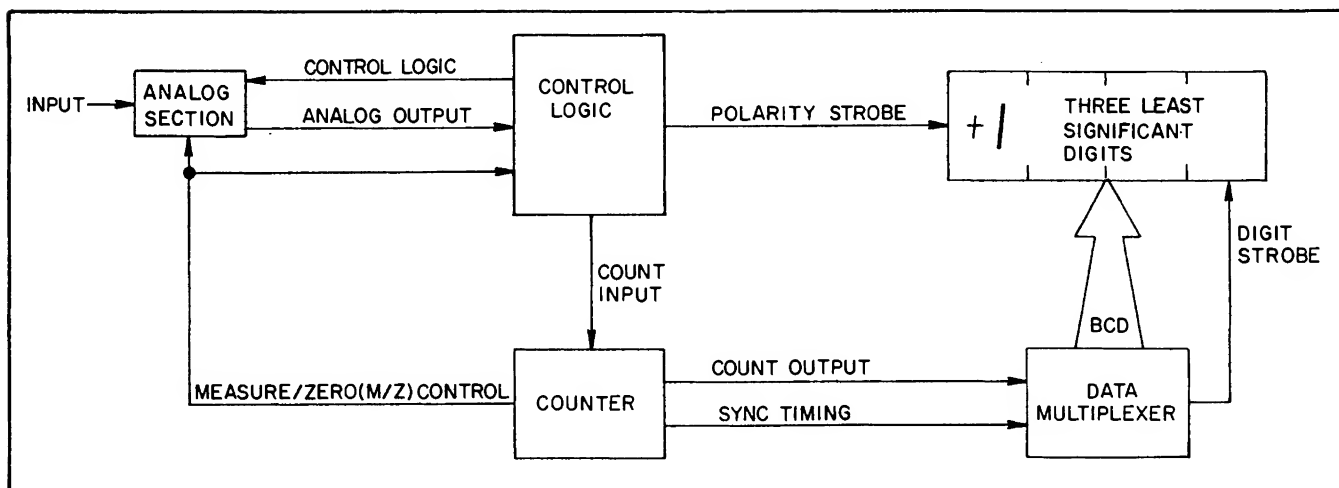 INPUT
ANALOG
SECTION
CONTROL LOGIC
ANALOG OUTPUT
CONTROL
LOGIC
POLARITY STROBE
+1
THREE LEAST
SIGNIFICANT
DIGITS
COUNT
INPUT
DIGIT
STROBE
BCD
MEASURE/ZERO(M/Z)CONTROL
COUNTER
COUNT OUTPUT
SYNC TIMING
DATA
MULTIPLEXER